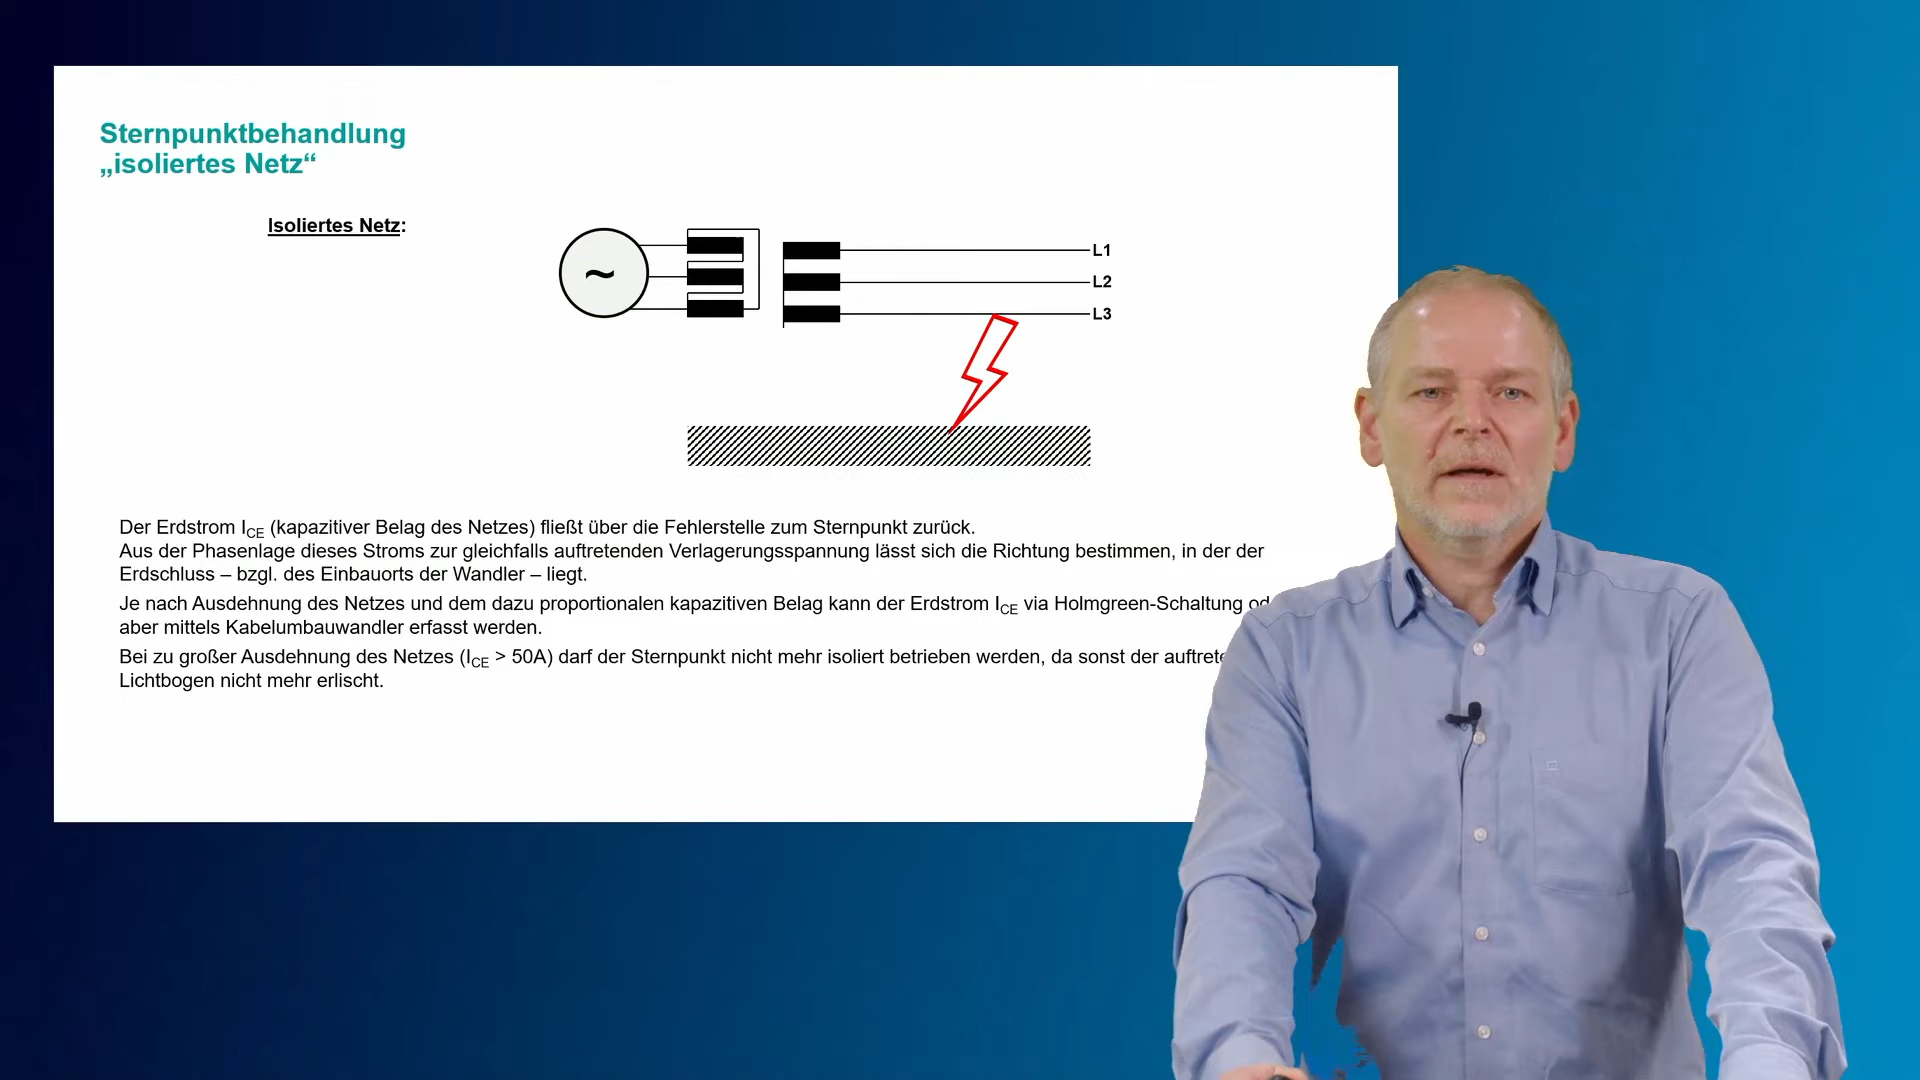 Sternpunktbehandlung
„isoliertes Netz“
Isoliertes Netz:
~
L1
L2
L3
Der Erdstrom ICE (kapazitiver Belag des Netzes) fließt über die Fehlerstelle zum Sternpunkt zurück.
Aus der Phasenlage dieses Stroms zur gleichfalls auftretenden Verlagerungsspannung lässt sich die Richtung bestimmen, in der der
Erdschluss – bzgl. des Einbauorts der Wandler – liegt.
Je nach Ausdehnung des Netzes und dem dazu proportionalen kapazitiven Belag kann der Erdstrom ICE via Holmgreen-Schaltung
aber mittels Kabelumbauwandler erfasst werden.
Bei zu großer Ausdehnung des Netzes (ICE > 50A) darf der Sternpunkt nicht mehr isoliert betrieben werden, da sonst der
Lichtbogen nicht mehr erlischt.